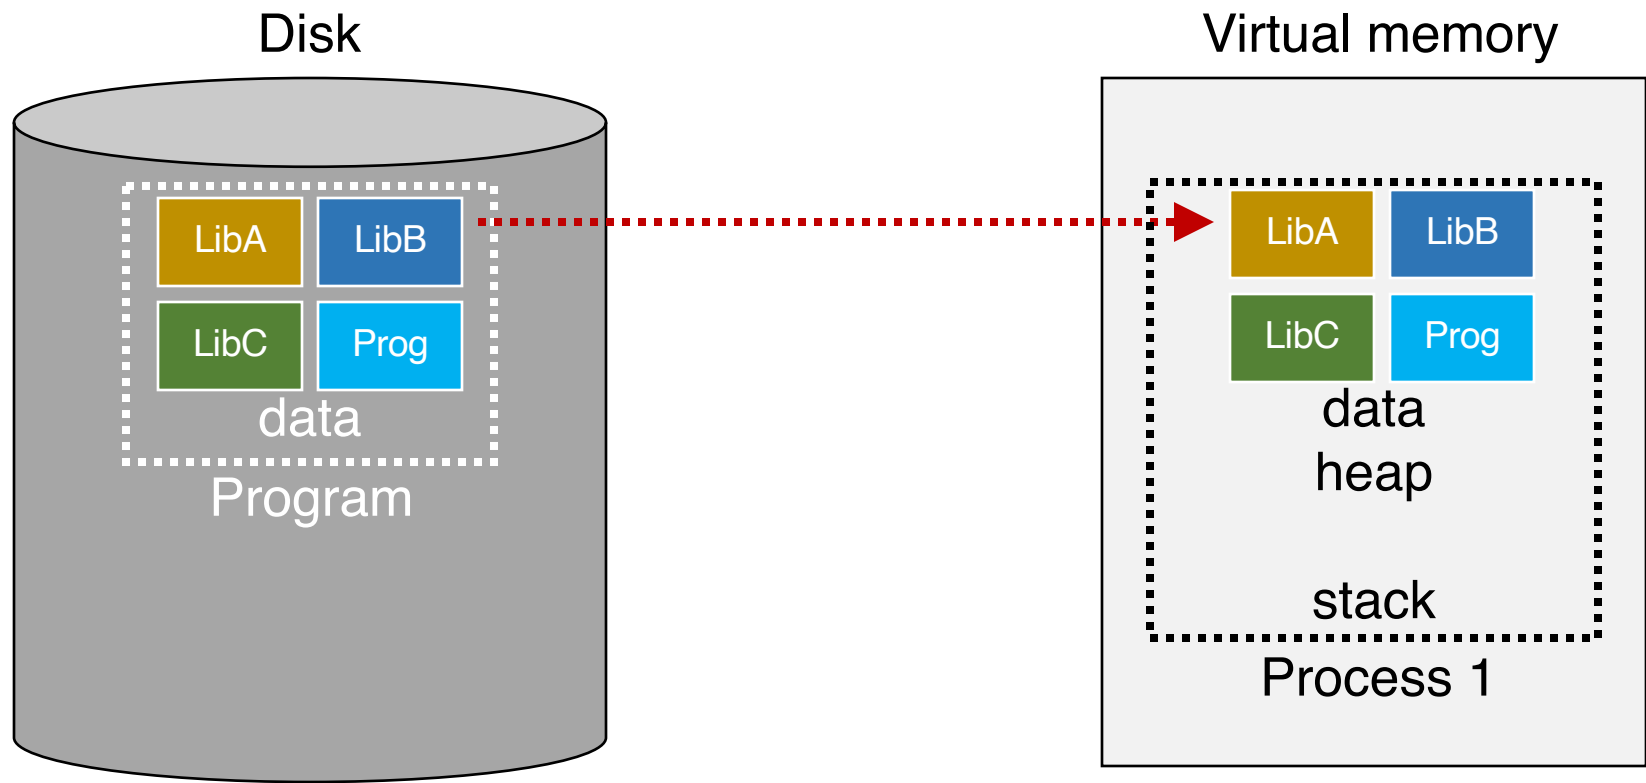 Disk
LibA LibB
LibC Prog
data
Program
Virtual memory
LibA LibB
LibC Prog
data
heap
stack
Process 1